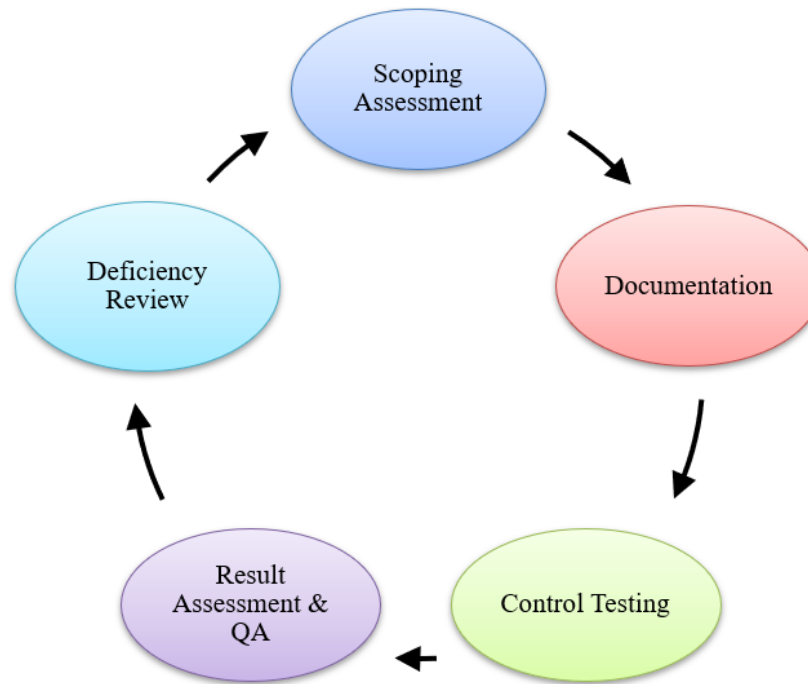 Scoping
Assessment
Documentation
Control Testing
Result
Assessment &
QA
Deficiency
Review